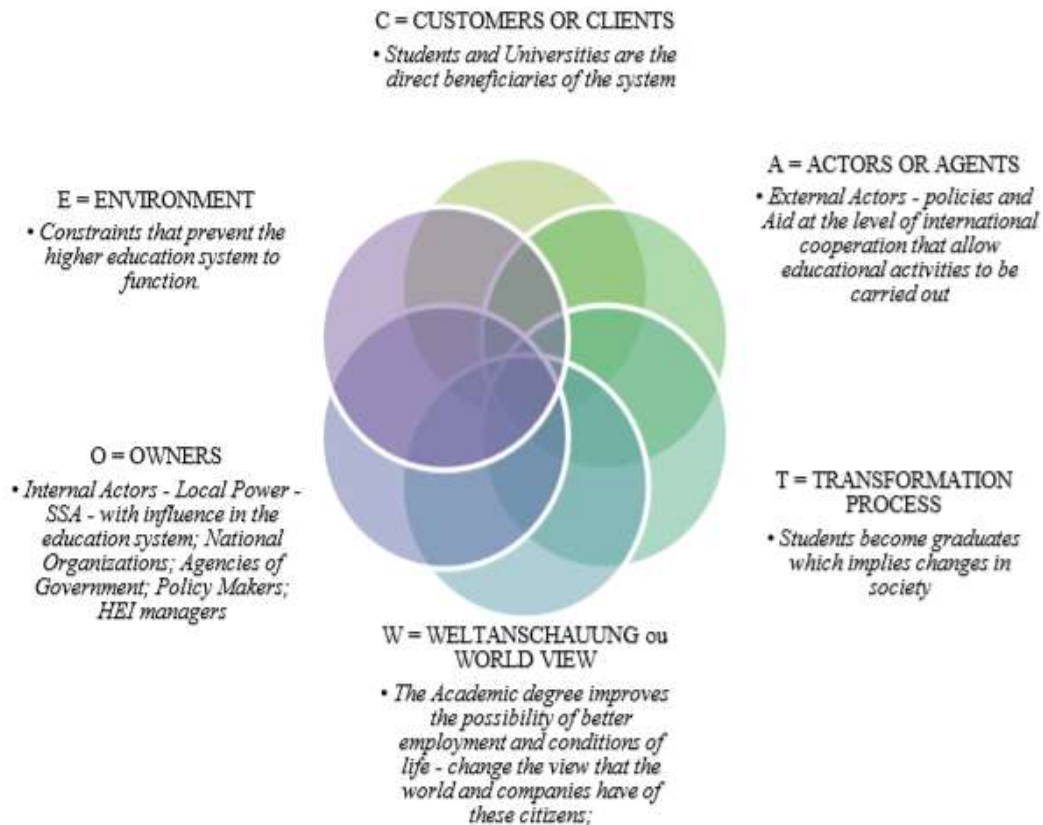 C = CUSTOMERS OR CLIENTS
• Students and Universities are the
direct beneficiaries of the system
A = ACTORS OR AGENTS
• External Actors - policies and
Aid at the level of international
cooperation that allow
educational activities to be
carried out
T = TRANSFORMATION
PROCESS
• Students become graduates
which implies changes in
society
W = WELTANSCHAUUNG ou
WORLD VIEW
• The Academic degree improves
the possibility of better
employment and conditions of
life - change the view that the
world and companies have of
these citizens;
O = OWNERS
• Internal Actors - Local Power -
SSA - with influence in the
education system; National
Organizations; Agencies of
Government; Policy Makers;
HEI managers
E = ENVIRONMENT
• Constraints that prevent the
higher education system to
function.